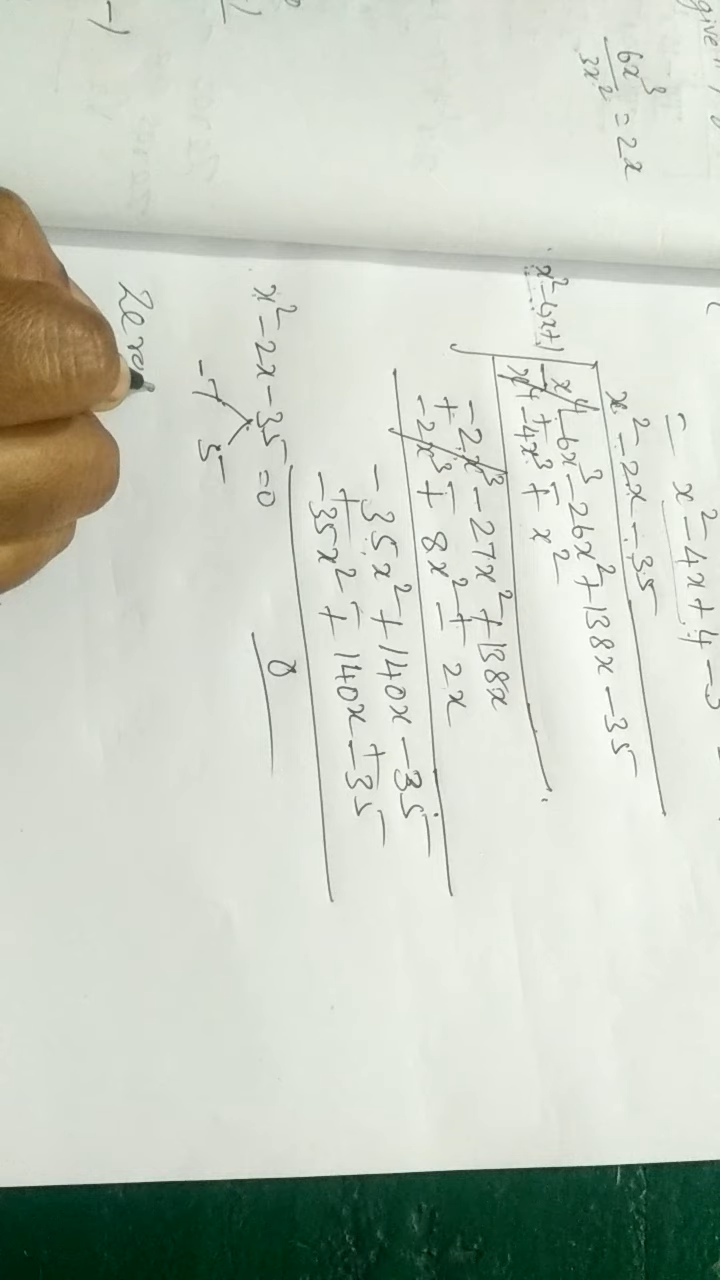 6x³/3x² = 2x
= x² - 4x + 4 - 3
x² - 2x - 35
x² - 4x + 1
x⁴ - 6x³ - 26x² + 138x - 35
x⁴ - 4x³ + x²
- 2x³ - 27x² + 138x
- 2x³ + 8x² - 2x
- 35x² + 140x - 35
- 35x² + 140x - 35
0
x² - 2x - 35 = 0
-7 5